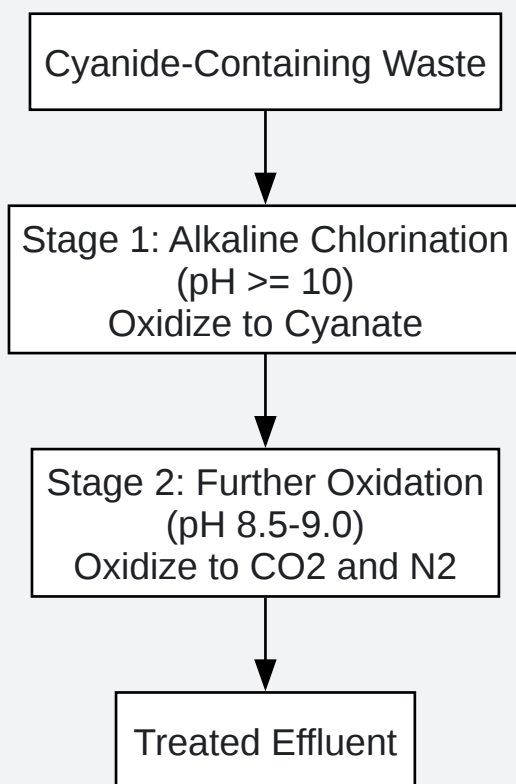 Cyanide-Containing Waste
Stage 1: Alkaline Chlorination
(pH >= 10)
Oxidize to Cyanate
Stage 2: Further Oxidation
(pH 8.5-9.0)
Oxidize to CO2 and N2
Treated Effluent